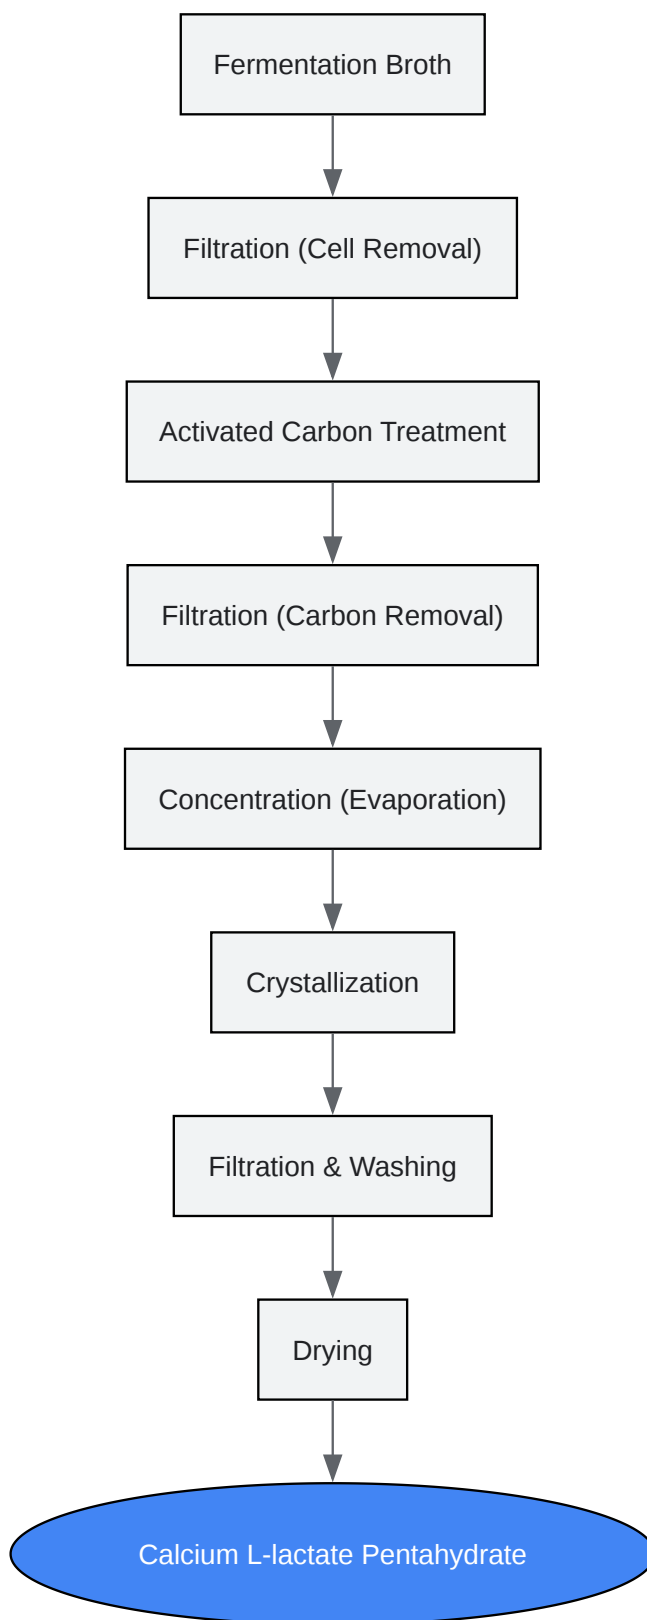 Fermentation Broth
Filtration (Cell Removal)
Activated Carbon Treatment
Filtration (Carbon Removal)
Concentration (Evaporation)
Crystallization
Filtration & Washing
Drying
Calcium L-lactate Pentahydrate